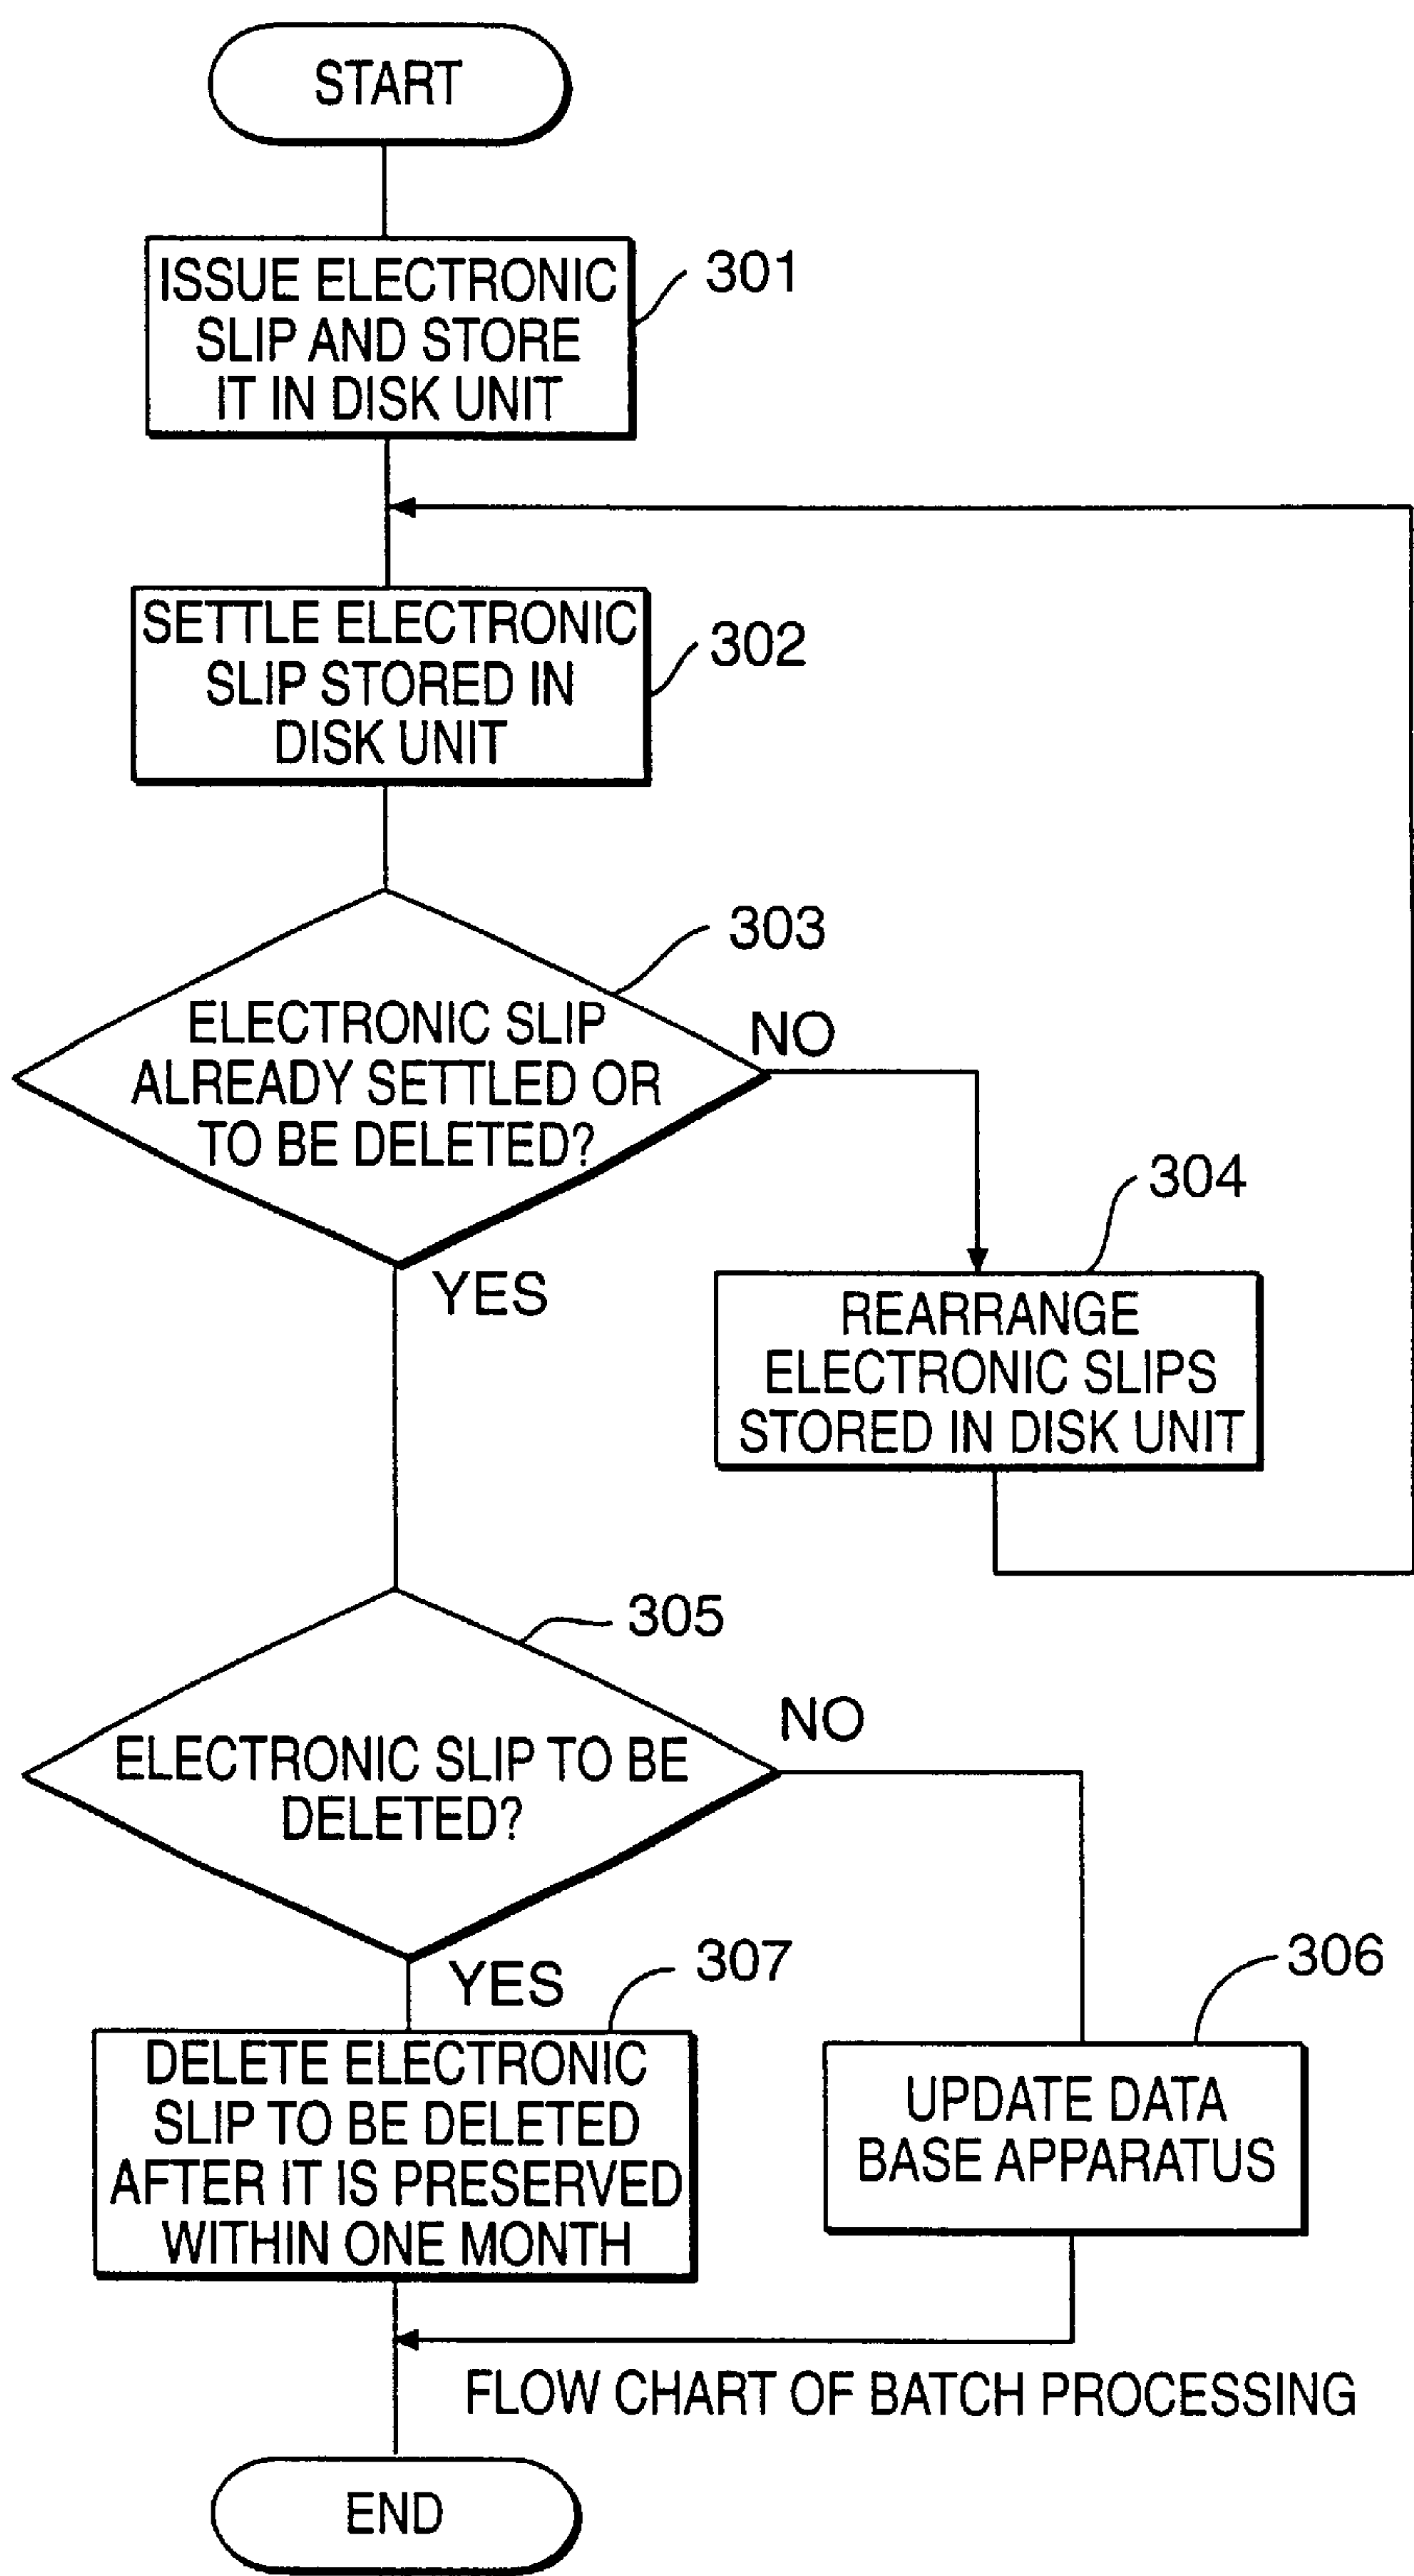 START
ISSUE ELECTRONIC
SLIP AND STORE
IT IN DISK UNIT
301
SETTLE ELECTRONIC
SLIP STORED IN
DISK UNIT
302
303
ELECTRONIC SLIP
ALREADY SETTLED OR
TO BE DELETED?
NO
YES
304
REARRANGE
ELECTRONIC SLIPS
STORED IN DISK UNIT
305
ELECTRONIC SLIP TO BE
DELETED?
NO
YES
307
DELETE ELECTRONIC
SLIP TO BE DELETED
AFTER IT IS PRESERVED
WITHIN ONE MONTH
306
UPDATE DATA
BASE APPARATUS
FLOW CHART OF BATCH PROCESSING
END